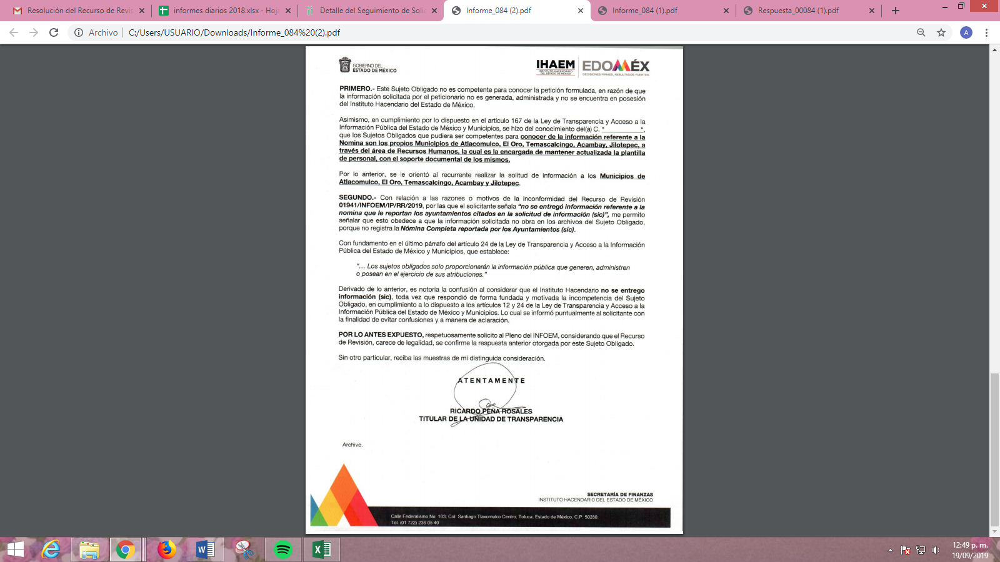 Resolución del Recurso de Revis
informes diarios 2018.xlsx - Hoja
Detalle del Seguimiento de Solic
Informe_084 (2).pdf
Informe_084 (1).pdf
Respuesta_00084 (1).pdf
Archivo
C:/Users/USUARIO/Downloads/Informe_084%20(2).pdf
A
GOBIERNO DEL
ESTADO DE MÉXICO
IHAEM
INSTITUTO HACENDARIO
DEL ESTADO DE MÉXICO
EDOMÉX
DECISIONES FIRMES, RESULTADOS FUERTES.
PRIMERO.- Este Sujeto Obligado no es competente para conocer la petición formulada, en razón de que
la información solicitada por el peticionario no es generada, administrada y no se encuentra en posesión
del Instituto Hacendario del Estado de México.
Asimismo, en cumplimiento por lo dispuesto en el artículo 167 de la Ley de Transparencia y Acceso a la
Información Pública del Estado de México y Municipios, se hizo del conocimiento del(a) C. “___________“,
que los Sujetos Obligados que pudiera ser competentes para conocer de la información referente a la
Nomina son los propios Municipios de Atlacomulco, El Oro, Temascalcingo, Acambay, Jilotepec, a
través del área de Recursos Humanos, la cual es la encargada de mantener actualizada la plantilla
de personal, con el soporte documental de los mismos.
Por lo anterior, se le orientó al recurrente realizar la solitud de información a los Municipios de
Atlacomulco, El Oro, Temascalcingo, Acambay y Jilotepec.
SEGUNDO.- Con relación a las razones o motivos de la inconformidad del Recurso de Revisión
01941/INFOEM/IP/RR/2019, por las que el solicitante señala “no se entregó información referente a la
nomina que le reportan los ayuntamientos citados en la solicitud de información (sic)”, me permito
señalar que esto obedece a que la información solicitada no obra en los archivos del Sujeto Obligado,
porque no registra la Nómina Completa reportada por los Ayuntamientos (sic).
Con fundamento en el último párrafo del artículo 24 de la Ley de Transparencia y Acceso a la Información
Pública del Estado de México y Municipios, que establece:
“… Los sujetos obligados solo proporcionarán la información pública que generen, administren
o posean en el ejercicio de sus atribuciones.”
Derivado de lo anterior, es notoria la confusión al considerar que el Instituto Hacendario no se entrego
información (sic), toda vez que respondió de forma fundada y motivada la incompetencia del Sujeto
Obligado, en cumplimiento a lo dispuesto a los artículos 12 y 24 de la Ley de Transparencia y Acceso a la
Información Pública del Estado de México y Municipios. Lo cual se informó puntualmente al solicitante con
la finalidad de evitar confusiones y a manera de aclaración.
POR LO ANTES EXPUESTO, respetuosamente solicito al Pleno del INFOEM, considerando que el Recurso
de Revisión, carece de legalidad, se confirme la respuesta anterior otorgada por este Sujeto Obligado.
Sin otro particular, reciba las muestras de mi distinguida consideración.
ATENTAMENTE
RICARDO PEÑA ROSALES
TITULAR DE LA UNIDAD DE TRANSPARENCIA
Archivo.
SECRETARÍA DE FINANZAS
INSTITUTO HACENDARIO DEL ESTADO DE MÉXICO
Calle Federalismo No. 103, Col. Santiago Tlaxomulco Centro, Toluca, Estado de México, C.P. 50280.
Tel. (01 722) 236 05 40
12:49 p. m.
19/09/2019